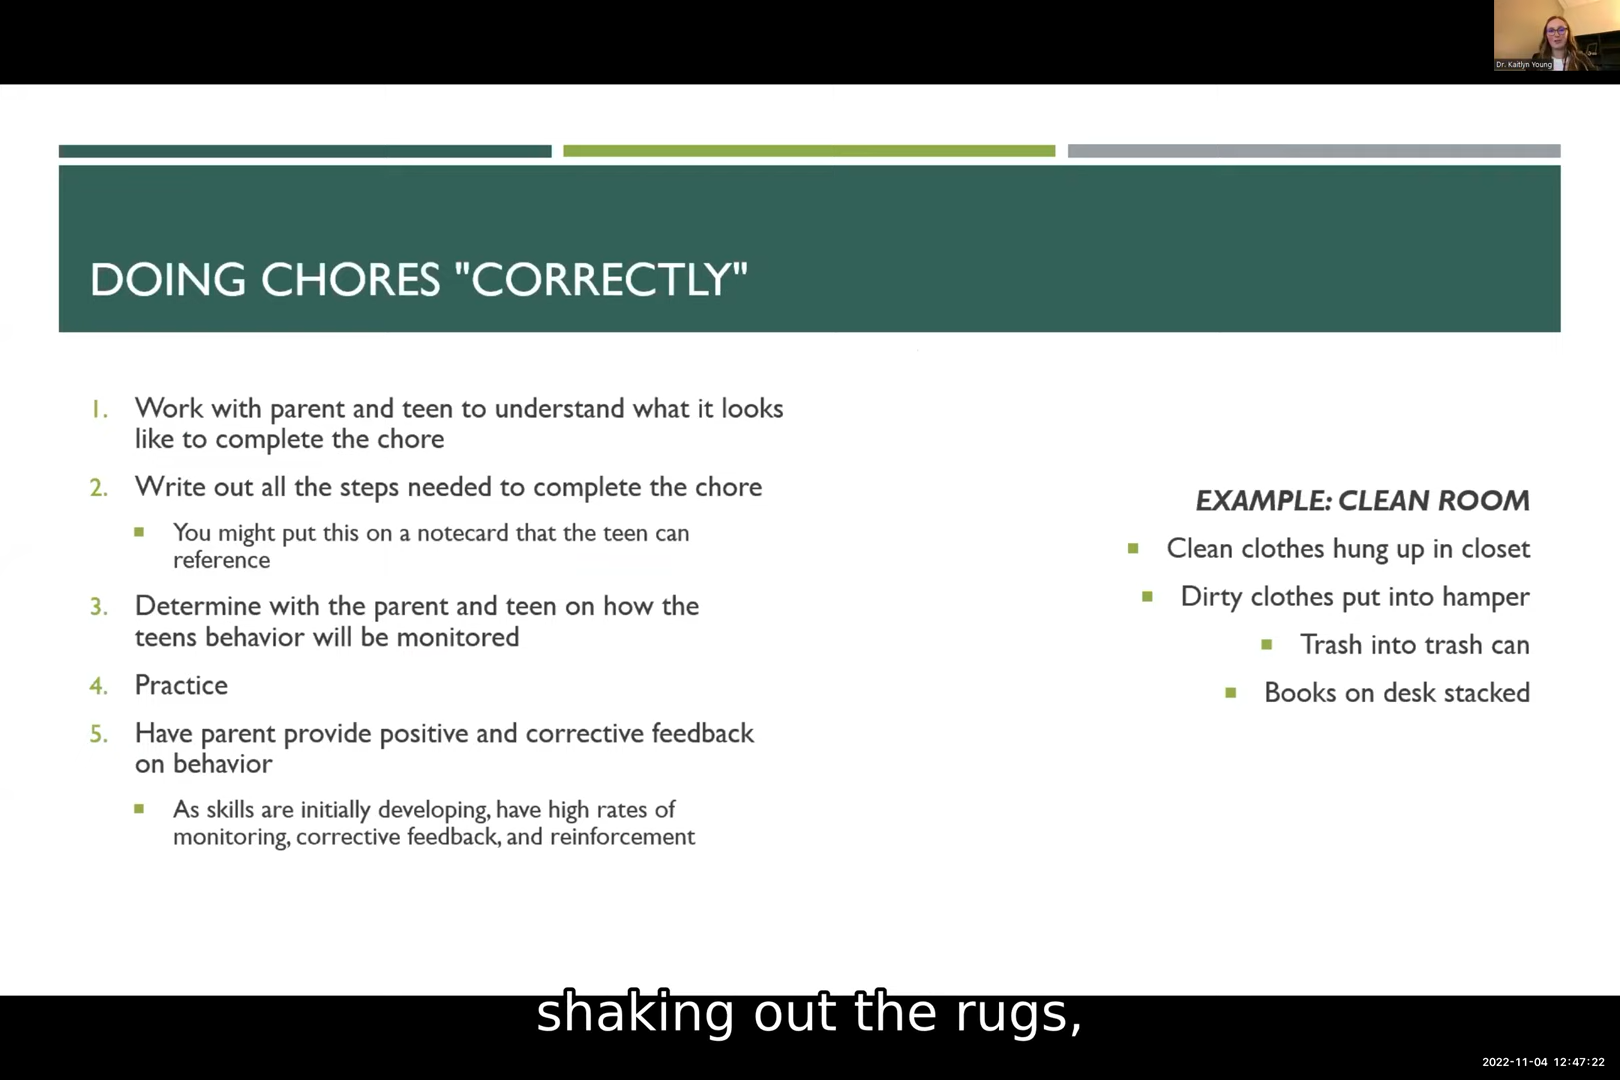 Dr. Kaitlyn Young
DOING CHORES "CORRECTLY"
1. Work with parent and teen to understand what it looks
like to complete the chore
2. Write out all the steps needed to complete the chore
You might put this on a notecard that the teen can
reference
3. Determine with the parent and teen on how the
teens behavior will be monitored
4. Practice
5. Have parent provide positive and corrective feedback
on behavior
As skills are initially developing, have high rates of
monitoring, corrective feedback, and reinforcement
EXAMPLE: CLEAN ROOM
Clean clothes hung up in closet
Dirty clothes put into hamper
Trash into trash can
Books on desk stacked
shaking out the rugs,
2022-11-04 12:47:22